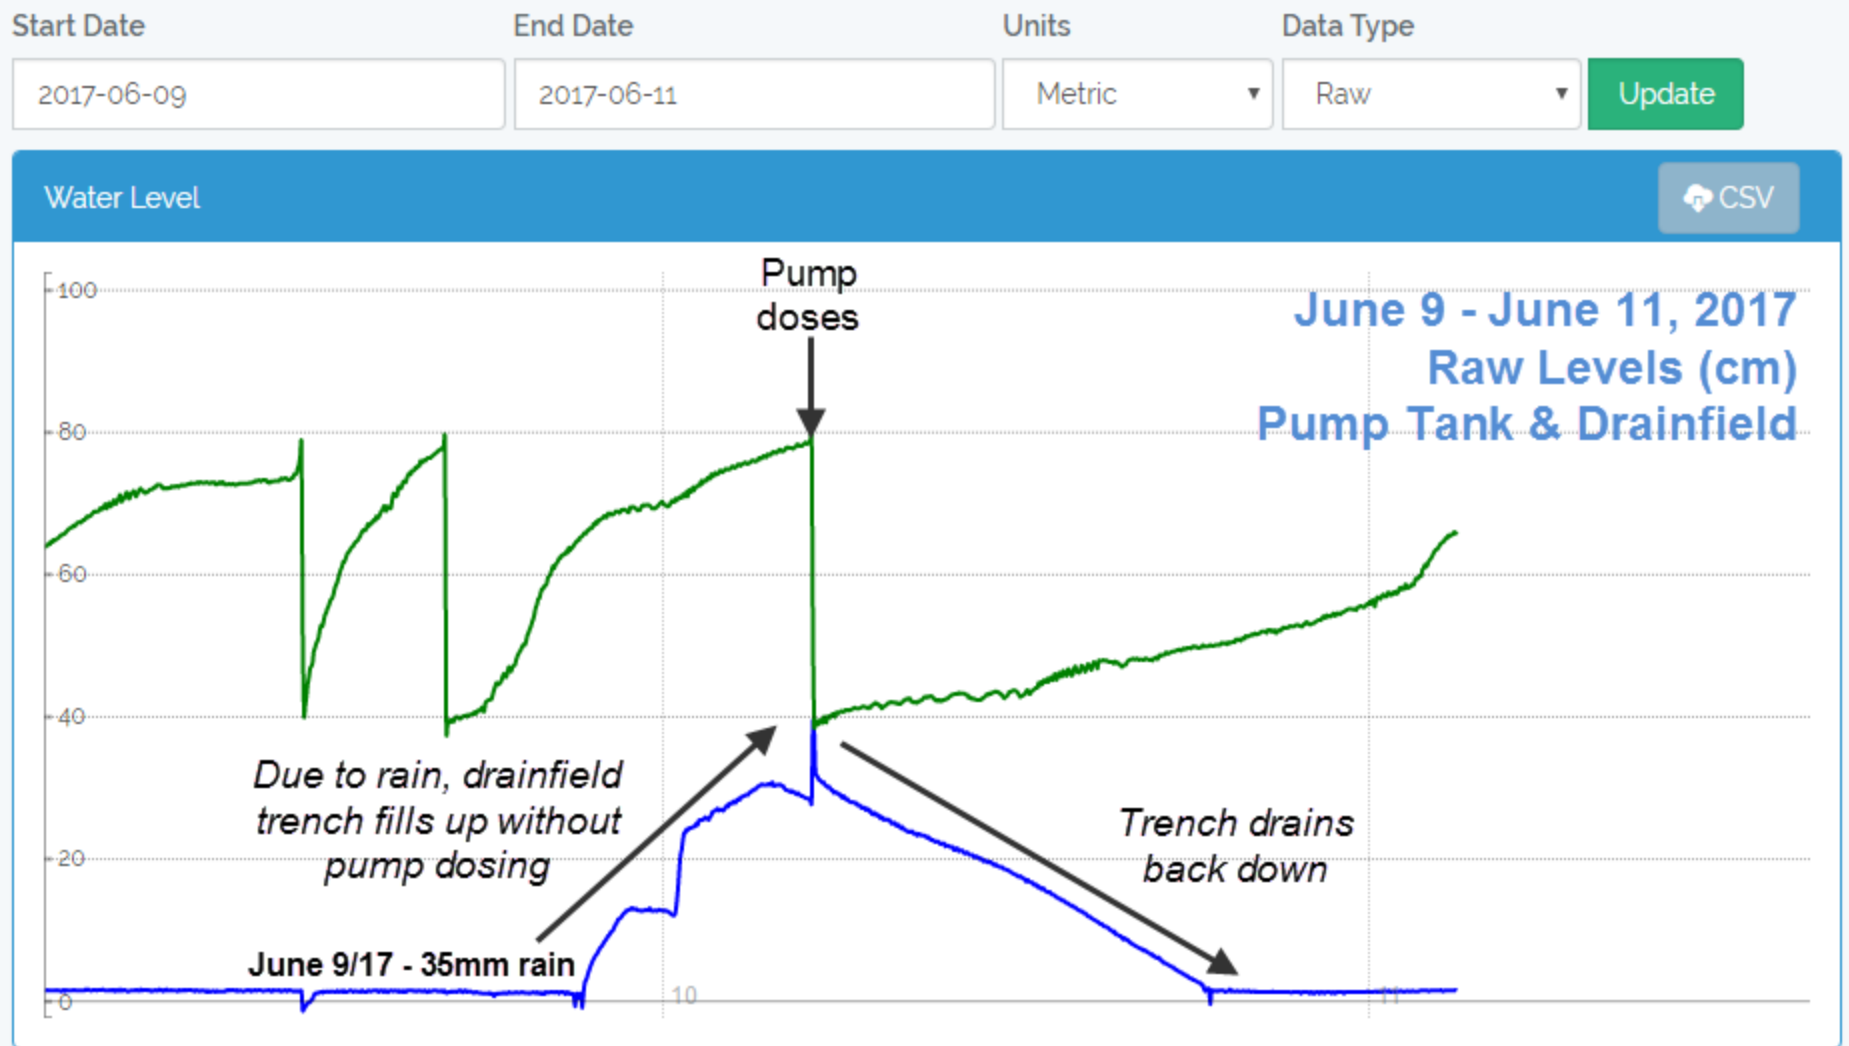 Start Date
End Date
Units
Data Type
2017-06-09
2017-06-11
Metric
Raw
Update
Water Level
CSV
100
80
60
40
20
0
10
11
Pump
doses
June 9 - June 11, 2017
Raw Levels (cm)
Pump Tank & Drainfield
Due to rain, drainfield
trench fills up without
pump dosing
Trench drains
back down
June 9/17 - 35mm rain